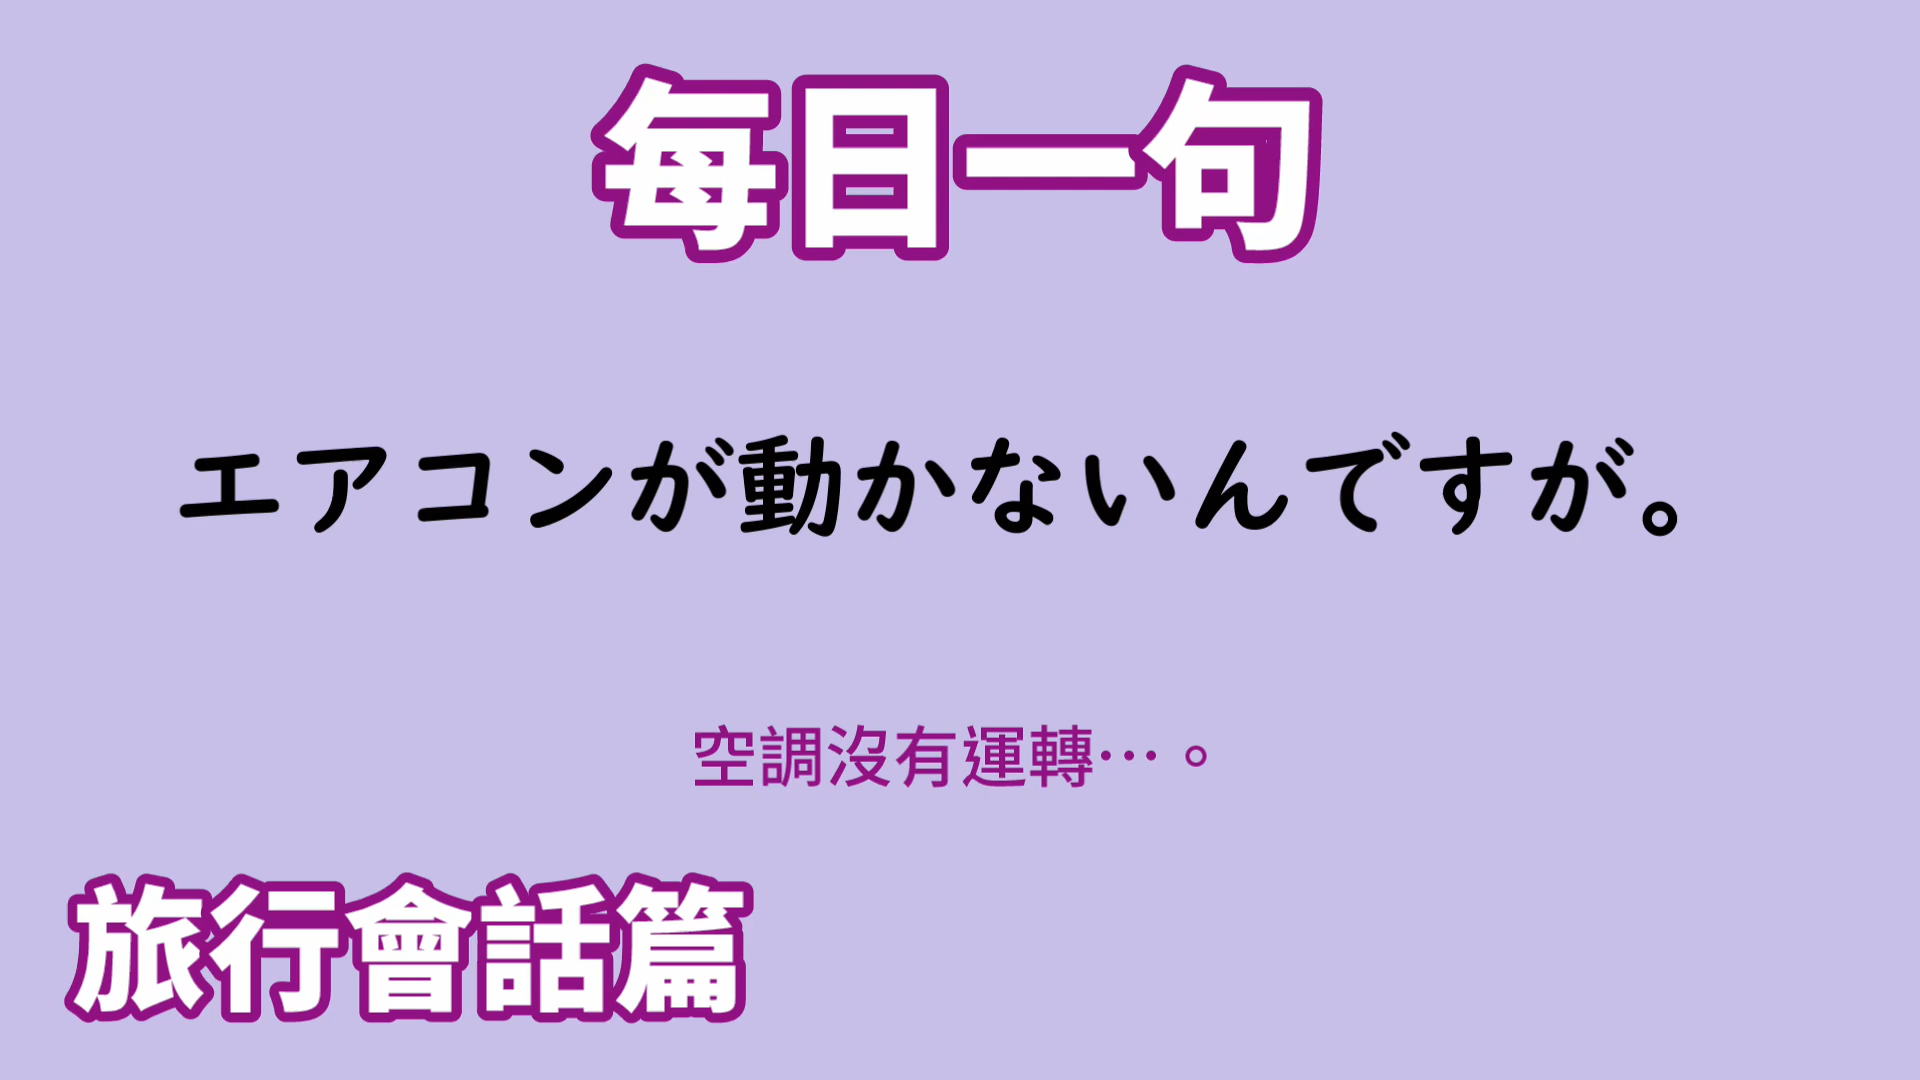 每日一句
エアコンが動かないんですが。
空調沒有運轉…。
旅行會話篇